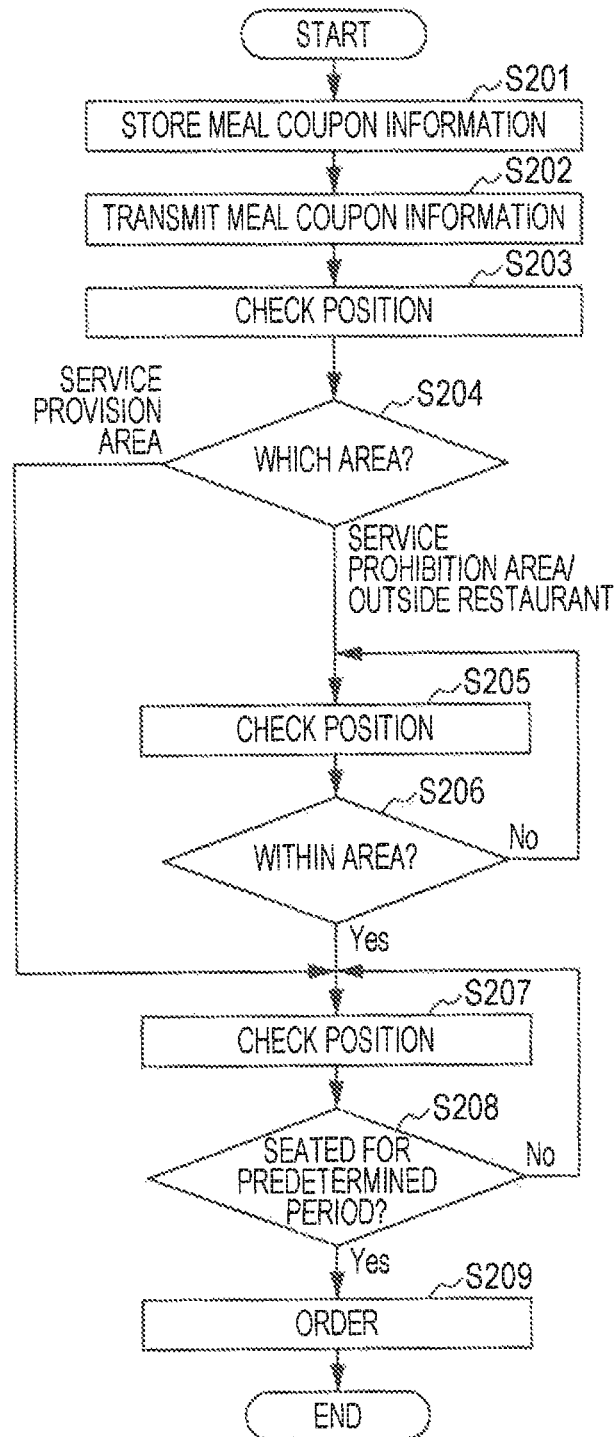 START
S201
STORE MEAL COUPON INFORMATION
S202
TRANSMIT MEAL COUPON INFORMATION
S203
CHECK POSITION
SERVICE
PROVISION
AREA
S204
WHICH AREA?
SERVICE
PROHIBITION AREA/
OUTSIDE RESTAURANT
S205
CHECK POSITION
S206
WITHIN AREA?
No
Yes
S207
CHECK POSITION
S208
SEATED FOR
PREDETERMINED
PERIOD?
No
Yes
S209
ORDER
END